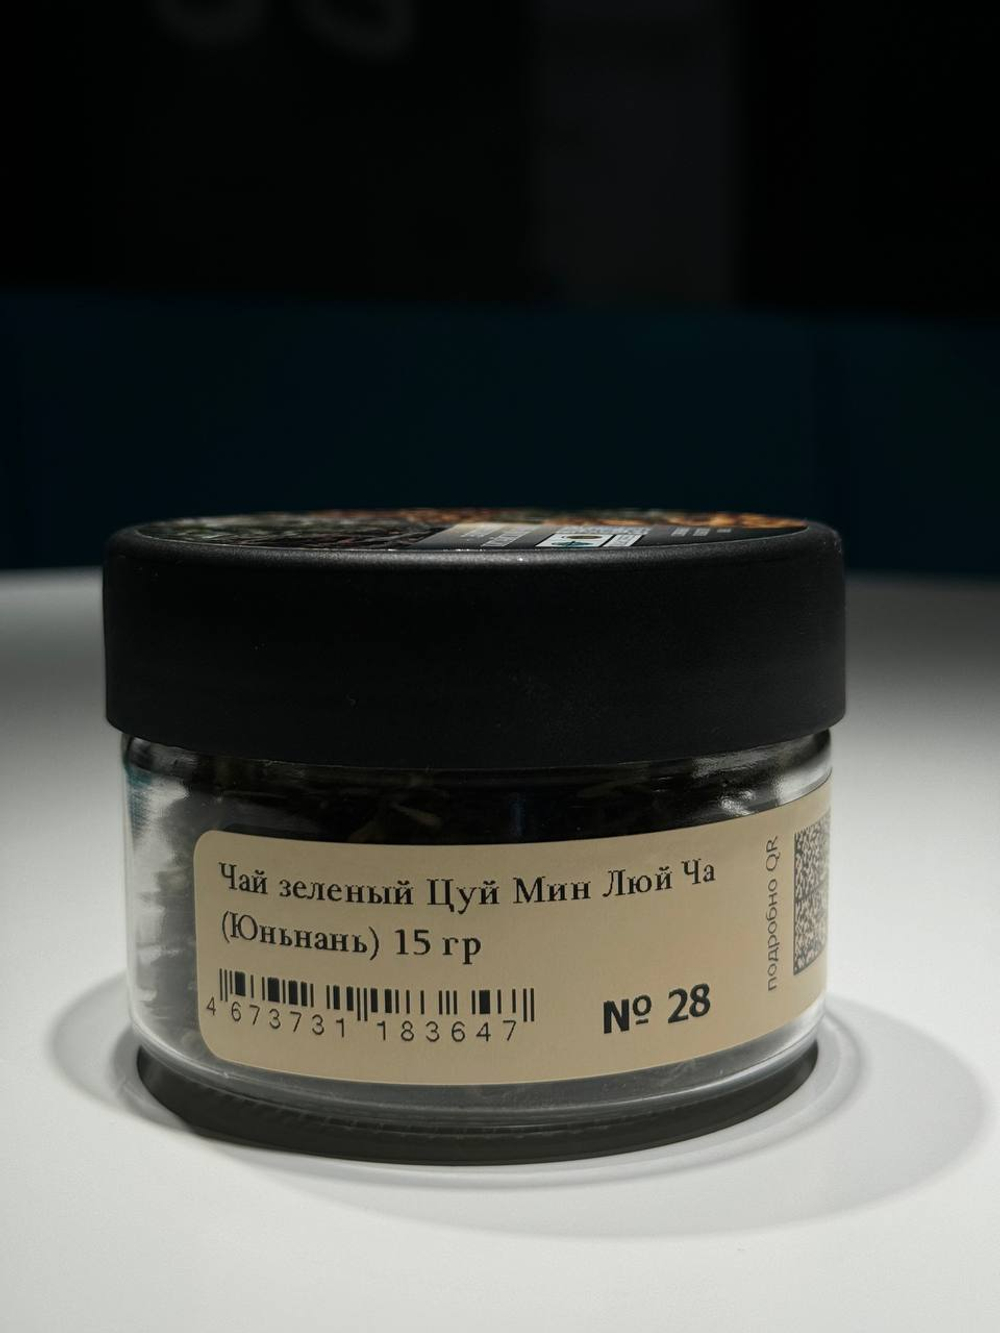 Чай зеленый Цуй Мин Люй Ча
(Юньнань) 15 гр
4 673731 183647
№ 28
подробно QR